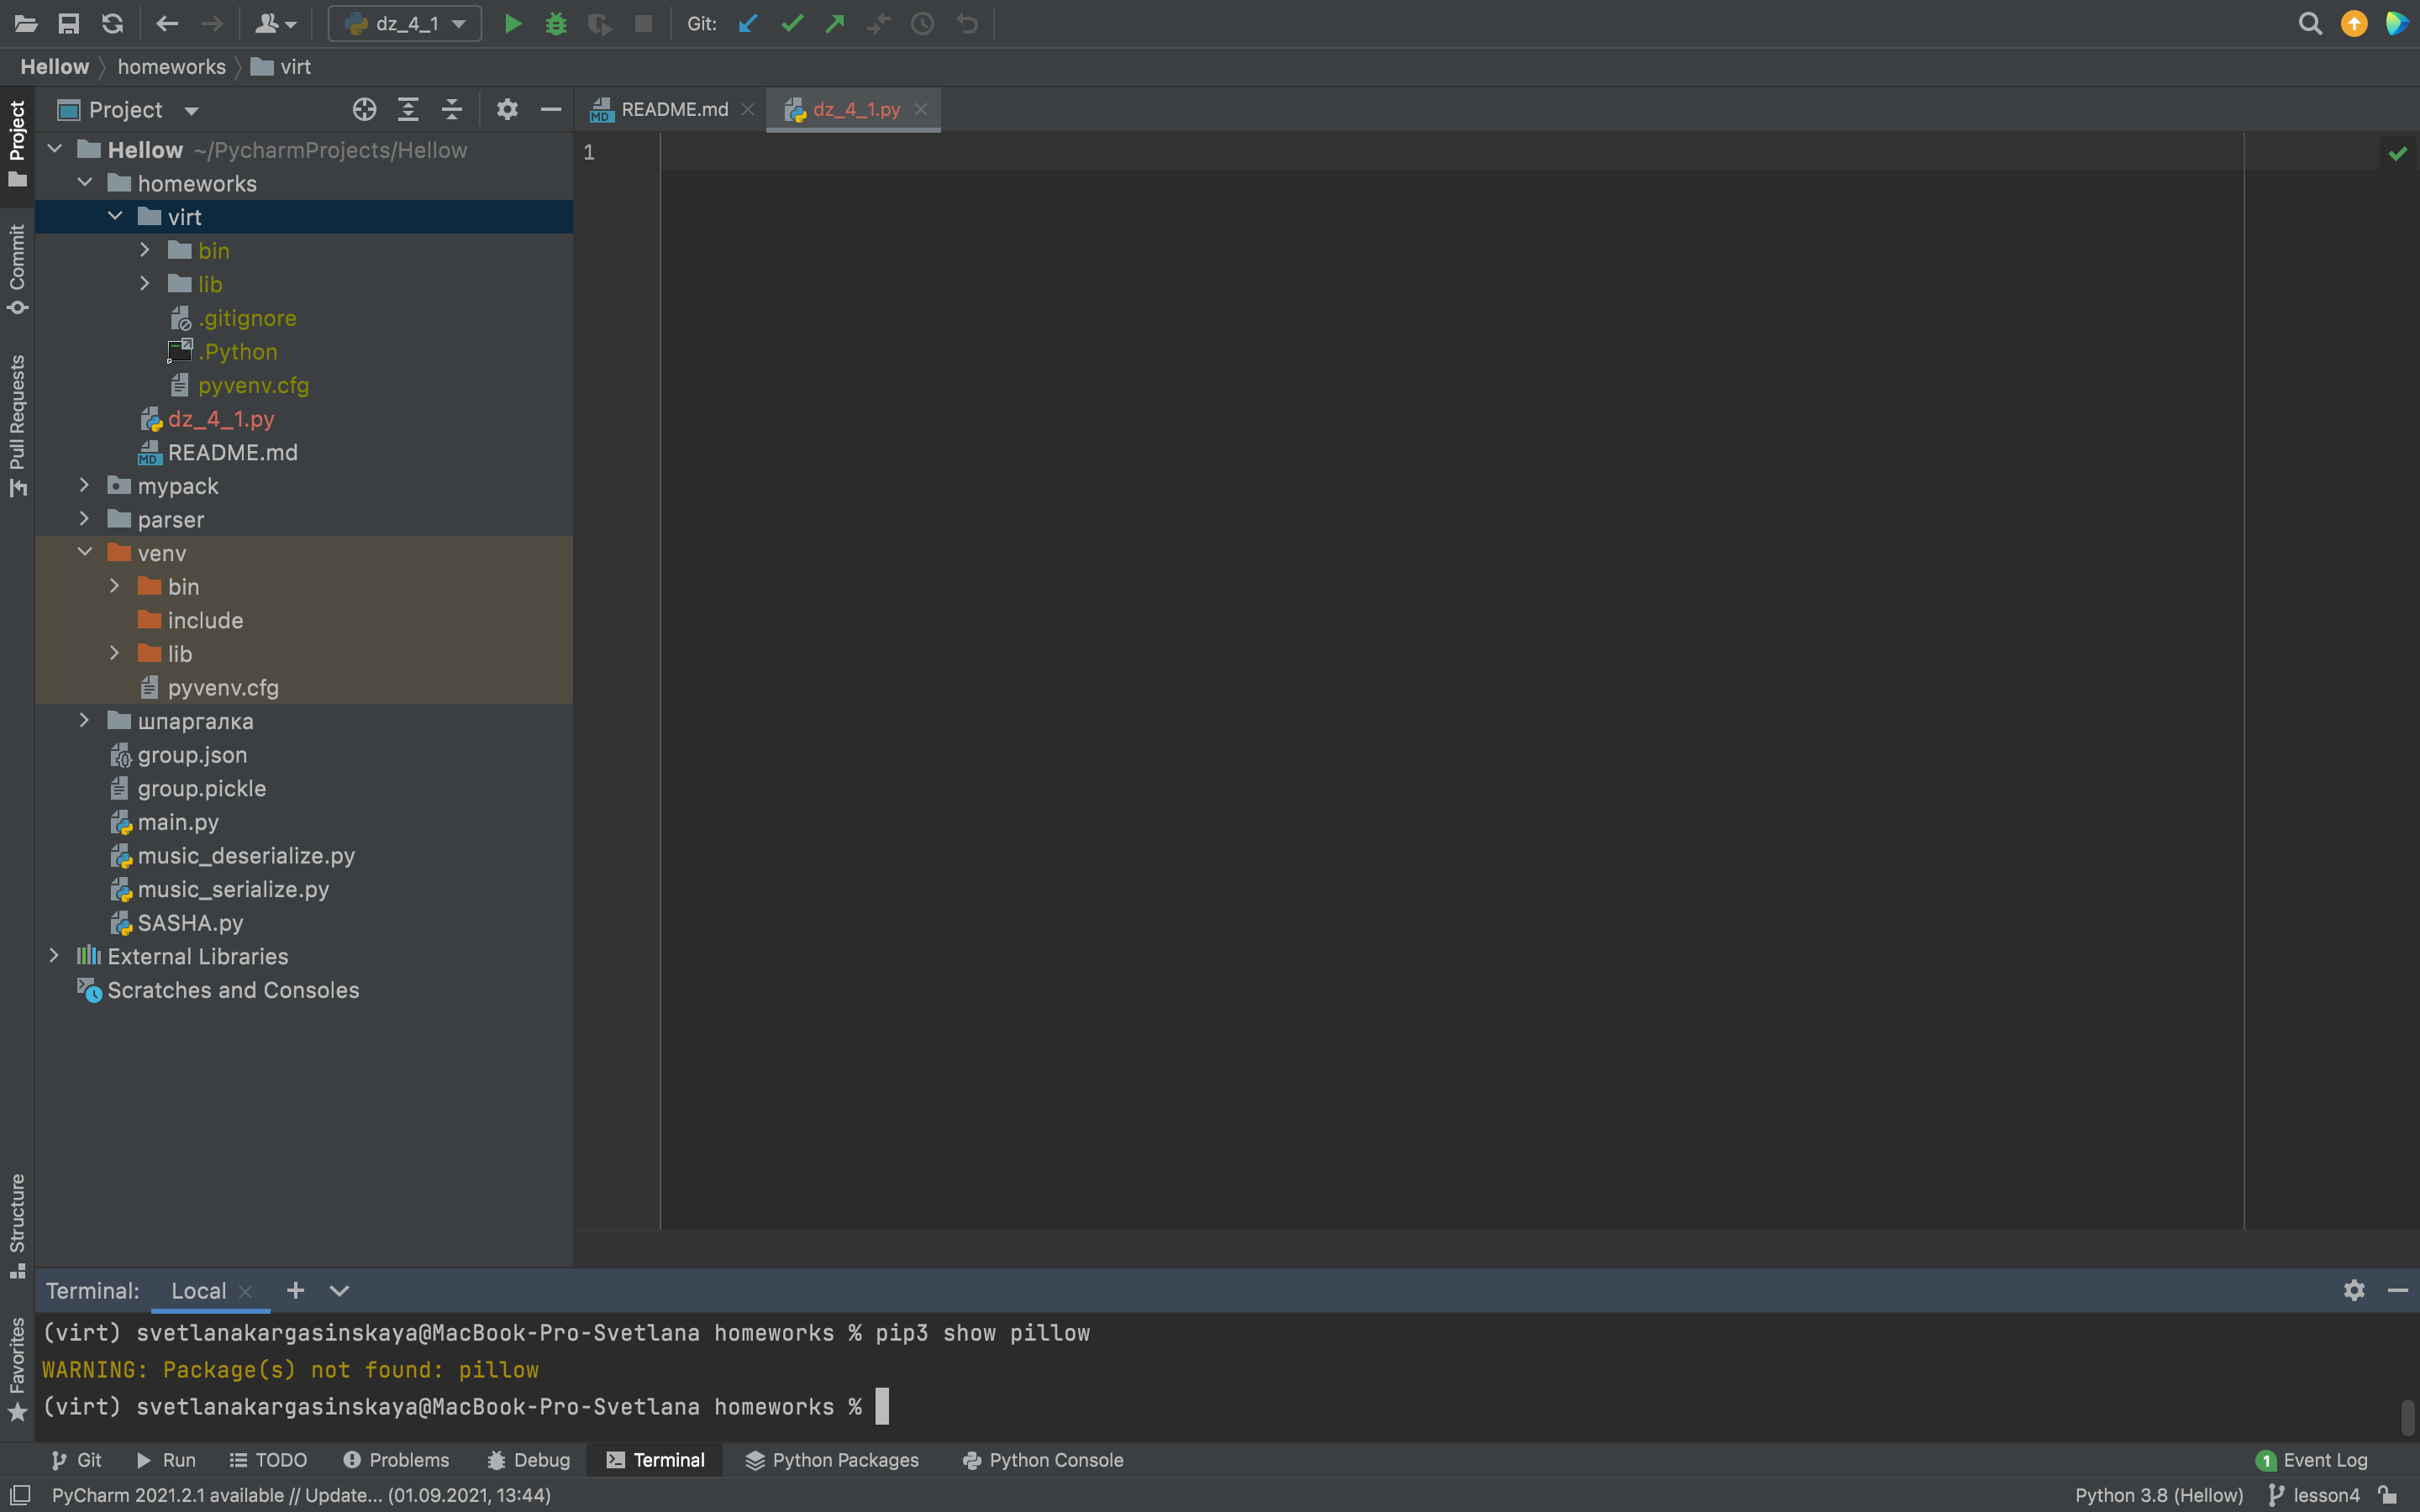 dz_4_1
Git:
Hellow
homeworks
virt
Project
README.md
dz_4_1.py
Project
Commit
Pull Requests
Structure
Favorites
Hellow ~/PycharmProjects/Hellow
homeworks
virt
bin
lib
.gitignore
.Python
pyvenv.cfg
dz_4_1.py
README.md
mypack
parser
venv
bin
include
lib
pyvenv.cfg
шпаргалка
group.json
group.pickle
main.py
music_deserialize.py
music_serialize.py
SASHA.py
External Libraries
Scratches and Consoles
1
Terminal: Local
(virt) svetlanakargasinskaya@MacBook-Pro-Svetlana homeworks % pip3 show pillow
WARNING: Package(s) not found: pillow
(virt) svetlanakargasinskaya@MacBook-Pro-Svetlana homeworks %
Git Run TODO Problems Debug Terminal Python Packages Python Console 1 Event Log
PyCharm 2021.2.1 available // Update... (01.09.2021, 13:44) Python 3.8 (Hellow) lesson4